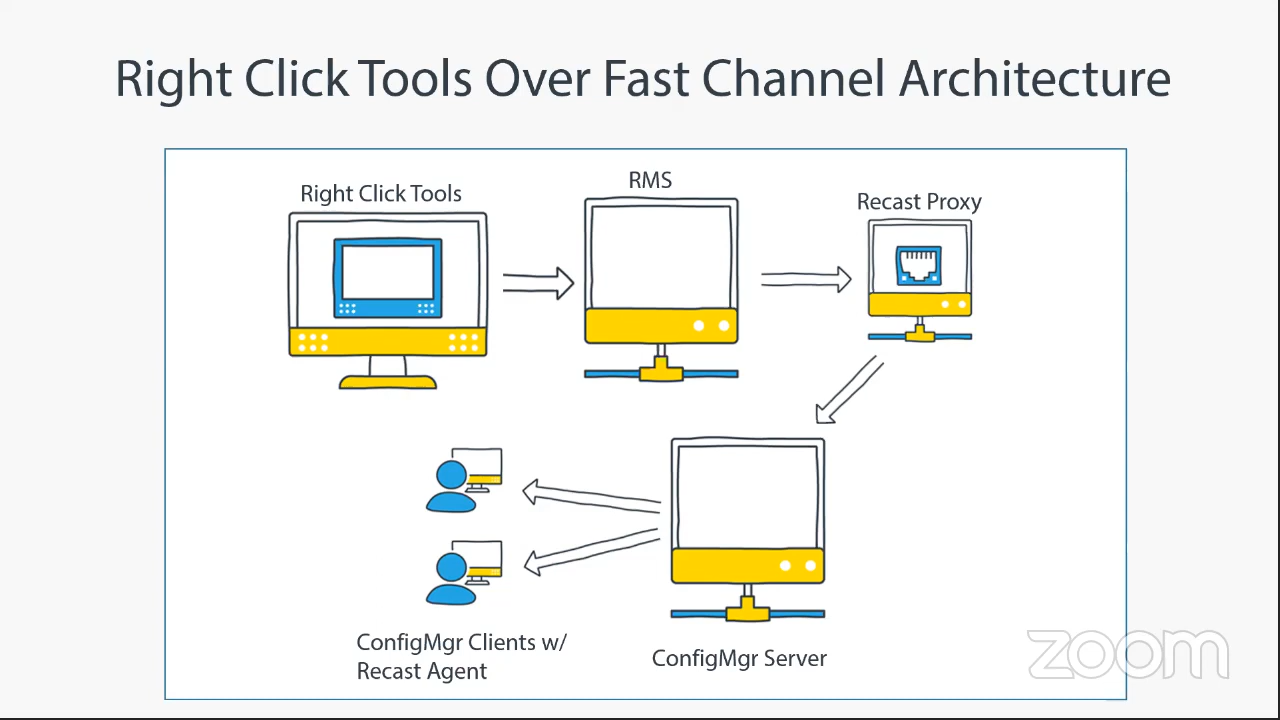 Right Click Tools Over Fast Channel Architecture
Right Click Tools
RMS
Recast Proxy
ConfigMgr Clients w/
Recast Agent
ConfigMgr Server
zoom